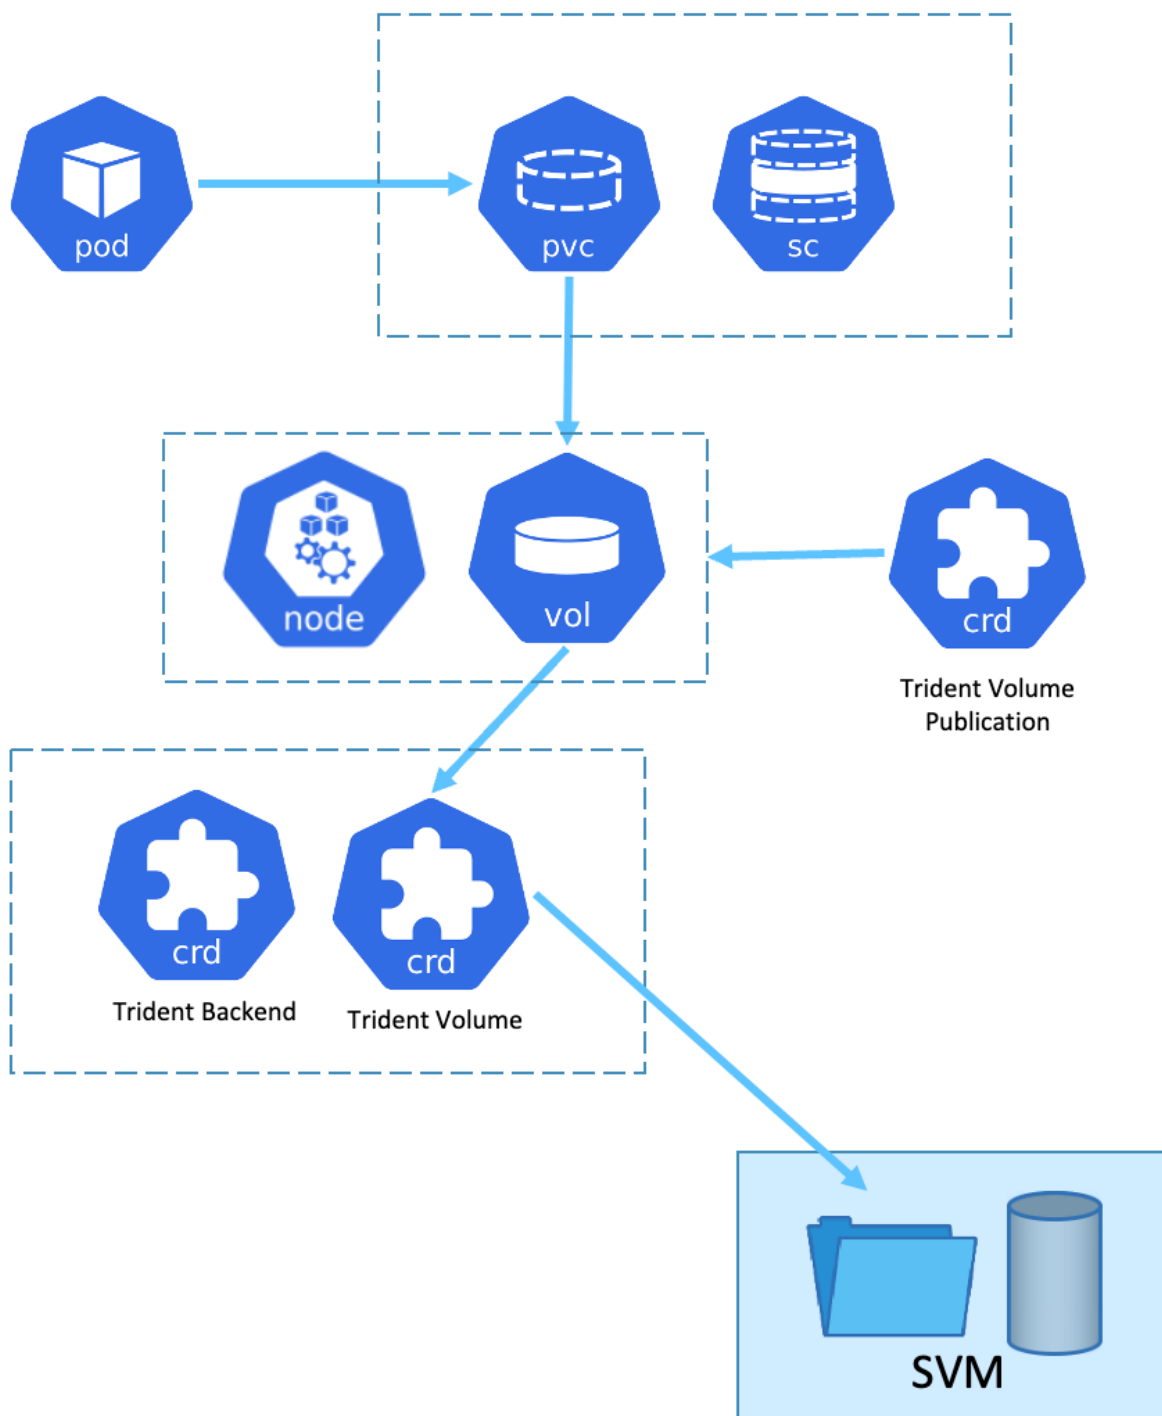 pod
pvc
sc
node
vol
crd
Trident Volume
Publication
crd
Trident Backend
crd
Trident Volume
SVM